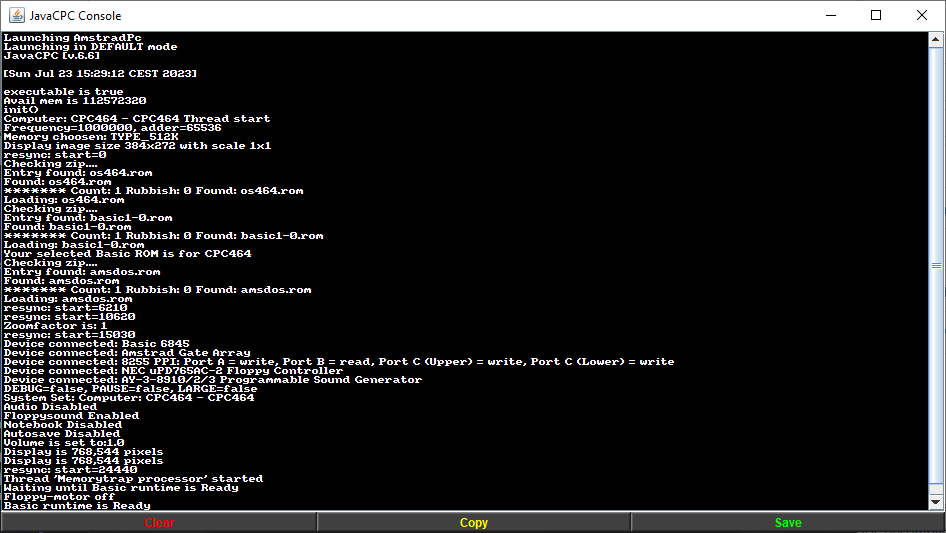 JavaCPC Console
Launching AmstradPc
Launching in DEFAULT mode
JavaCPC [v.6.6]
[Sun Jul 23 15:29:12 CEST 2023]
executable is true
Avail mem is 112572320
init()
Computer: CPC464 - CPC464 Thread start
Frequency=1000000, adder=65536
Memory choosen: TYPE_512K
Display image size 384x272 with scale 1x1
resync: start=0
Checking zip....
Entry found: os464.rom
Found: os464.rom
******* Count: 1 Rubbish: 0 Found: os464.rom
Loading: os464.rom
Checking zip....
Entry found: basic1-0.rom
Found: basic1-0.rom
******* Count: 1 Rubbish: 0 Found: basic1-0.rom
Loading: basic1-0.rom
Your selected Basic ROM is for CPC464
Checking zip....
Entry found: amsdos.rom
Found: amsdos.rom
******* Count: 1 Rubbish: 0 Found: amsdos.rom
Loading: amsdos.rom
resync: start=6210
resync: start=10620
Zoomfactor is: 1
resync: start=15030
Device connected: Basic 6845
Device connected: Amstrad Gate Array
Device connected: 8255 PPI: Port A = write, Port B = read, Port C (Upper) = write, Port C (Lower) = write
Device connected: NEC uPD765AC-2 Floppy Controller
Device connected: AY-3-8910/2/3 Programmable Sound Generator
DEBUG=false, PAUSE=false, LARGE=false
System Set: Computer: CPC464 - CPC464
Audio Disabled
Floppysound Enabled
Notebook Disabled
Autosave Disabled
Volume is set to:1.0
Display is 768,544 pixels
Display is 768,544 pixels
resync: start=24440
Thread 'Memorytrap processor' started
Waiting until Basic runtime is Ready
Floppy-motor off
Basic runtime is Ready
Clear
Copy
Save